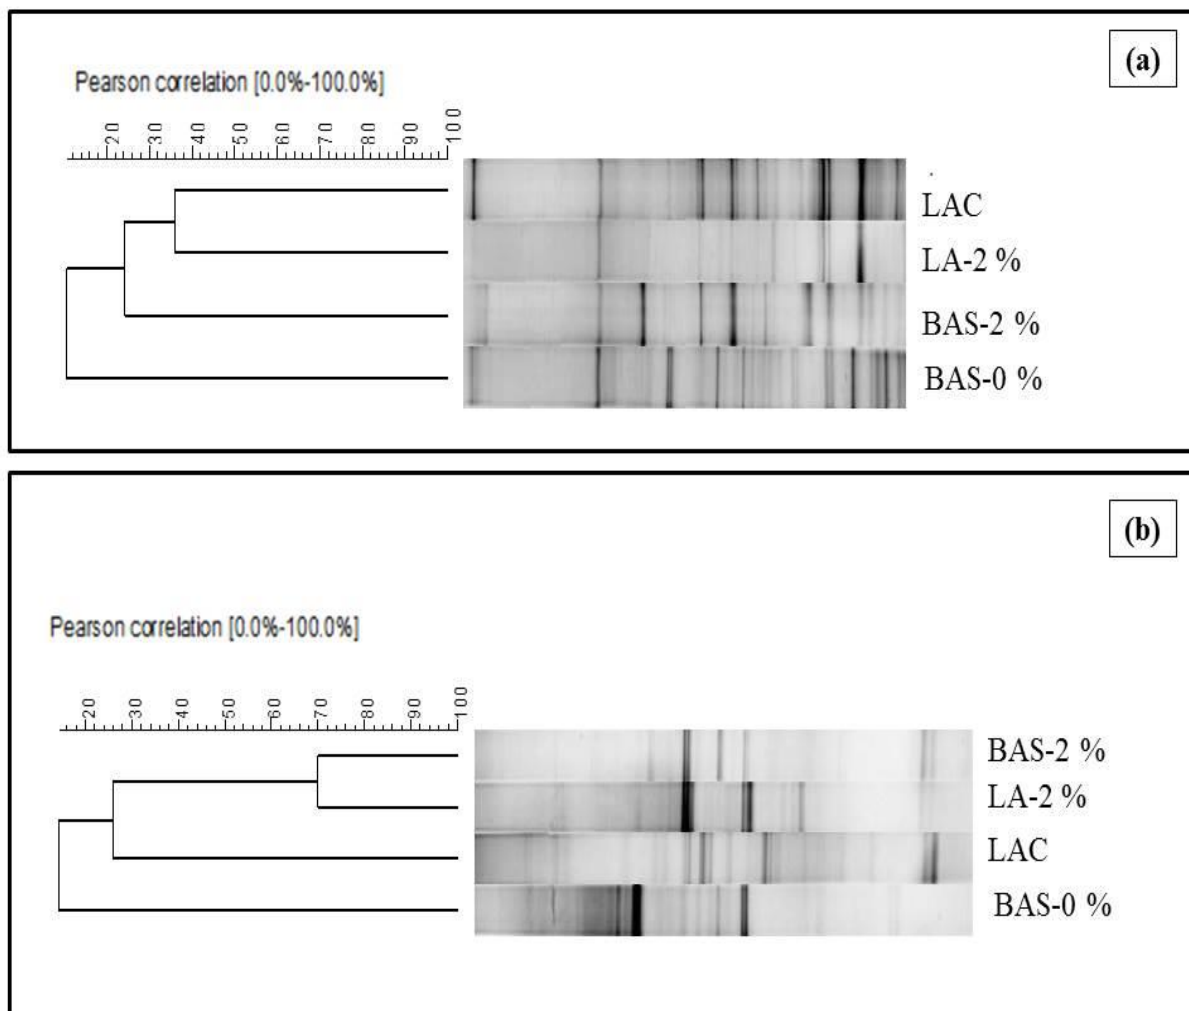 (a)
Pearson correlation [0.0%-100.0%]
20 30 40 50 60 70 80 90 100
LAC
LA-2 %
BAS-2 %
BAS-0 %
(b)
Pearson correlation [0.0%-100.0%]
20 30 40 50 60 70 80 90 100
BAS-2 %
LA-2 %
LAC
BAS-0 %